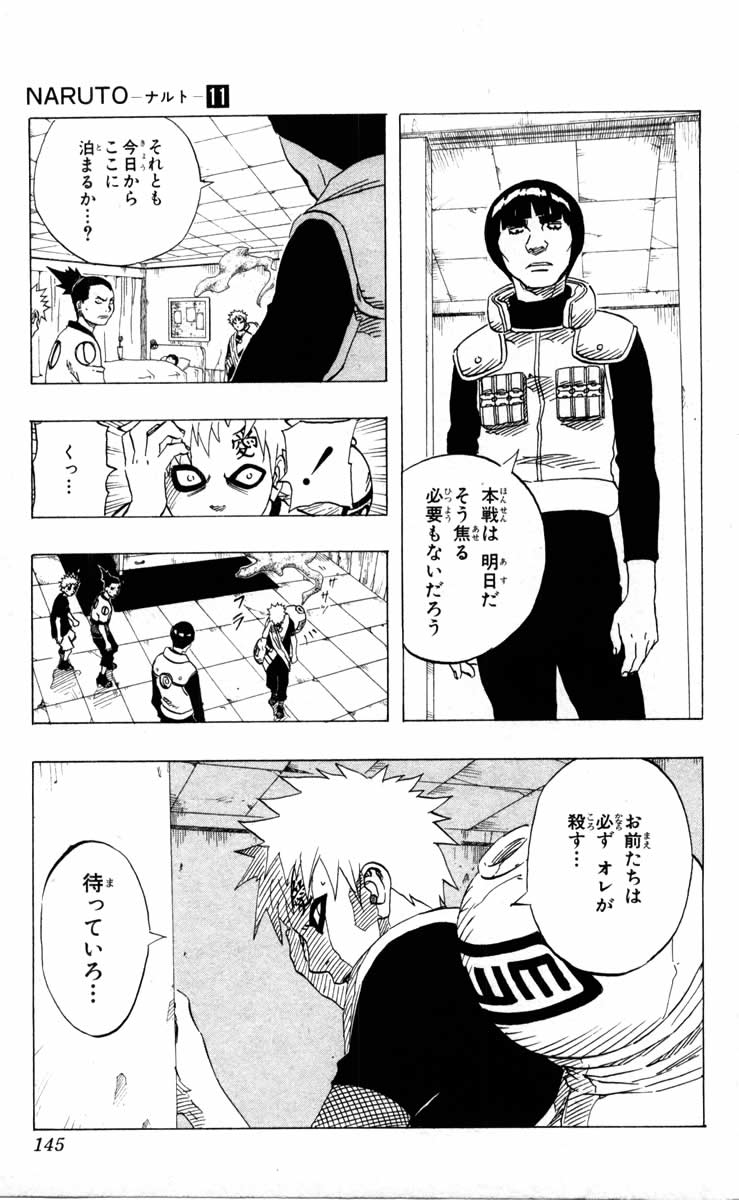 NARUTO―ナルト―11
本戦は 明日だ
そう焦る
必要もないだろう
それとも
今日から
ここに
泊まるか…?
!
愛
くっ…
ズ
ズ
お前たちは
必ず オレが
殺す…
待っていろ…
145